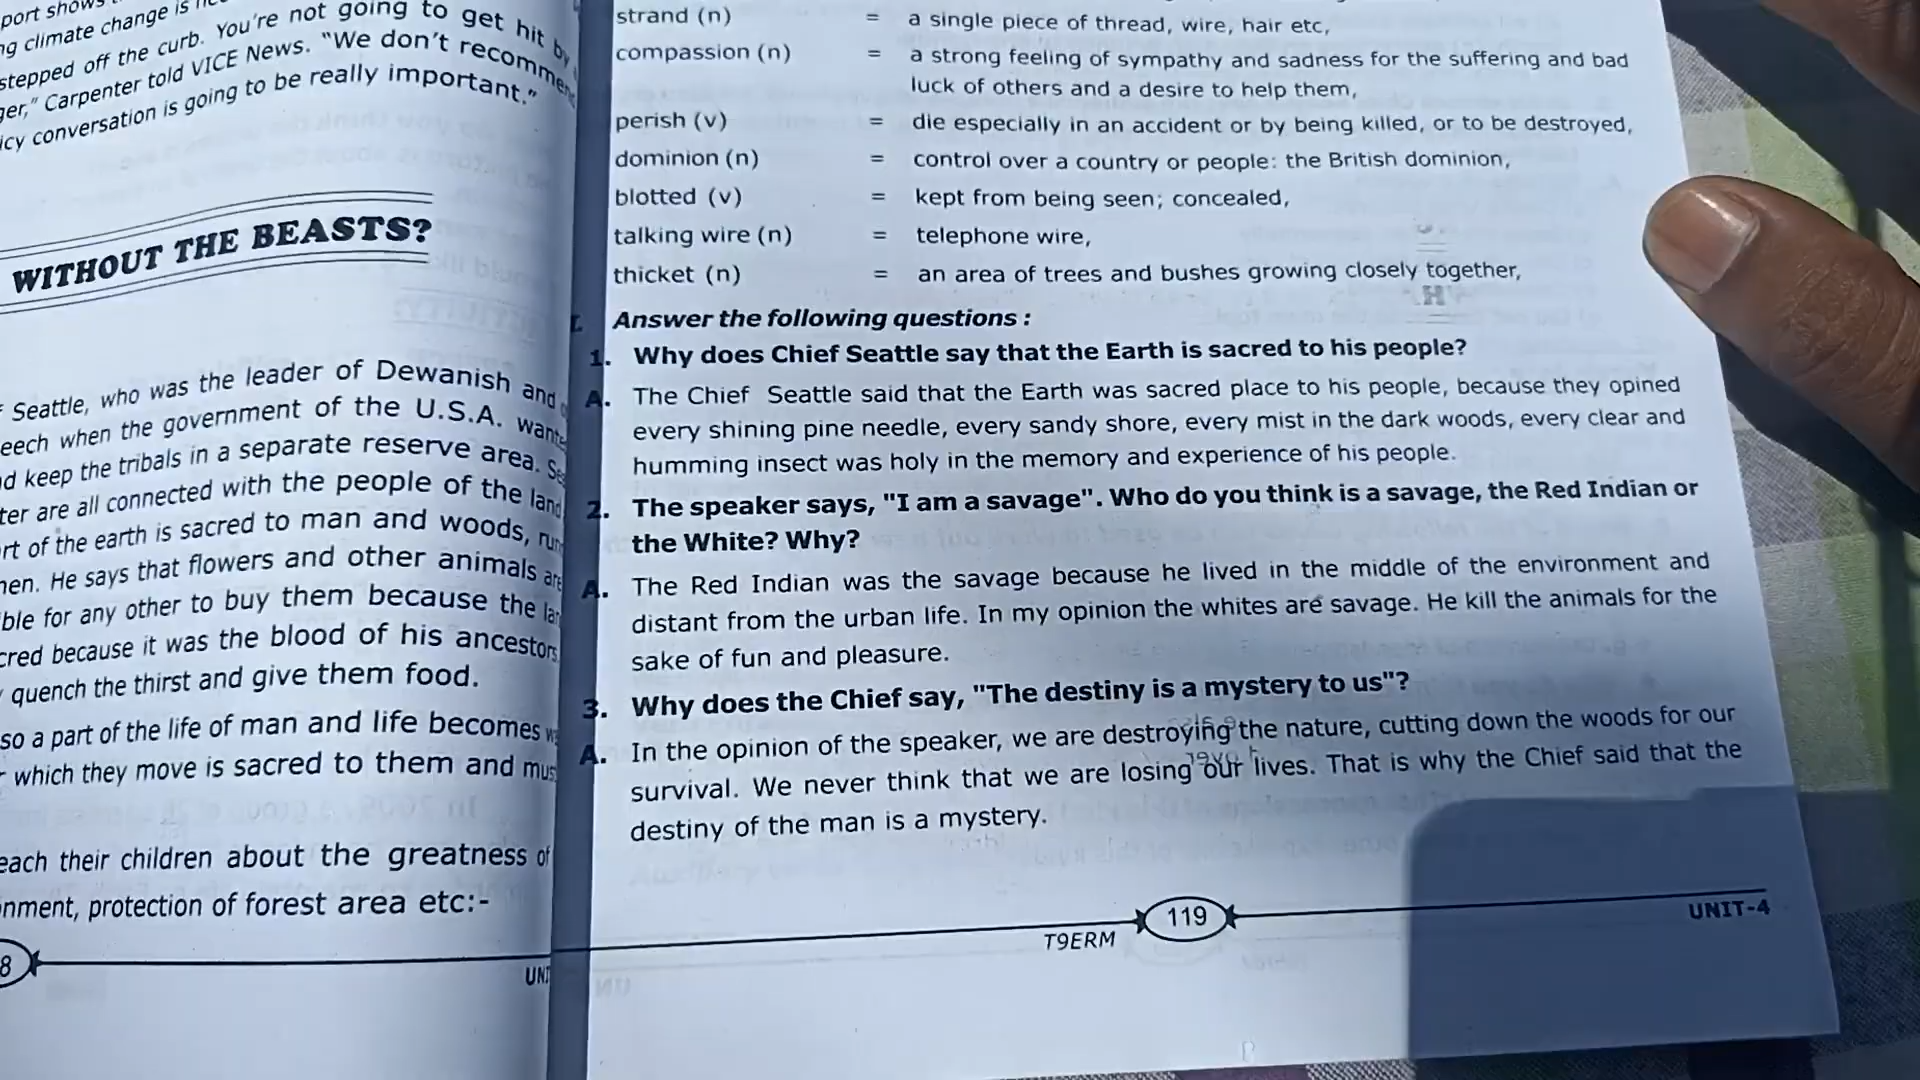 port shows
ng climate change is
stepped off the curb. You're not going to get hit by
ger," Carpenter told VICE News. "We don't recommen
icy conversation is going to be really important."
WITHOUT THE BEASTS?
Seattle, who was the leader of Dewanish and
eech when the government of the U.S.A. wante
d keep the tribals in a separate reserve area. Se
ter are all connected with the people of the land
rt of the earth is sacred to man and woods, run
hen. He says that flowers and other animals are
ble for any other to buy them because the lan
cred because it was the blood of his ancestors
quench the thirst and give them food.
so a part of the life of man and life becomes
which they move is sacred to them and mus
each their children about the greatness of
onment, protection of forest area etc:-
8
UNI
strand (n) = a single piece of thread, wire, hair etc,
compassion (n) = a strong feeling of sympathy and sadness for the suffering and bad
luck of others and a desire to help them,
perish (v) = die especially in an accident or by being killed, or to be destroyed,
dominion (n) = control over a country or people: the British dominion,
blotted (v) = kept from being seen; concealed,
talking wire (n) = telephone wire,
thicket (n) = an area of trees and bushes growing closely together,
I. Answer the following questions :
1. Why does Chief Seattle say that the Earth is sacred to his people?
A. The Chief Seattle said that the Earth was sacred place to his people, because they opined
every shining pine needle, every sandy shore, every mist in the dark woods, every clear and
humming insect was holy in the memory and experience of his people.
2. The speaker says, "I am a savage". Who do you think is a savage, the Red Indian or
the White? Why?
A. The Red Indian was the savage because he lived in the middle of the environment and
distant from the urban life. In my opinion the whites are savage. He kill the animals for the
sake of fun and pleasure.
3. Why does the Chief say, "The destiny is a mystery to us"?
A. In the opinion of the speaker, we are destroying the nature, cutting down the woods for our
survival. We never think that we are losing our lives. That is why the Chief said that the
destiny of the man is a mystery.
T9ERM 119 UNIT-4